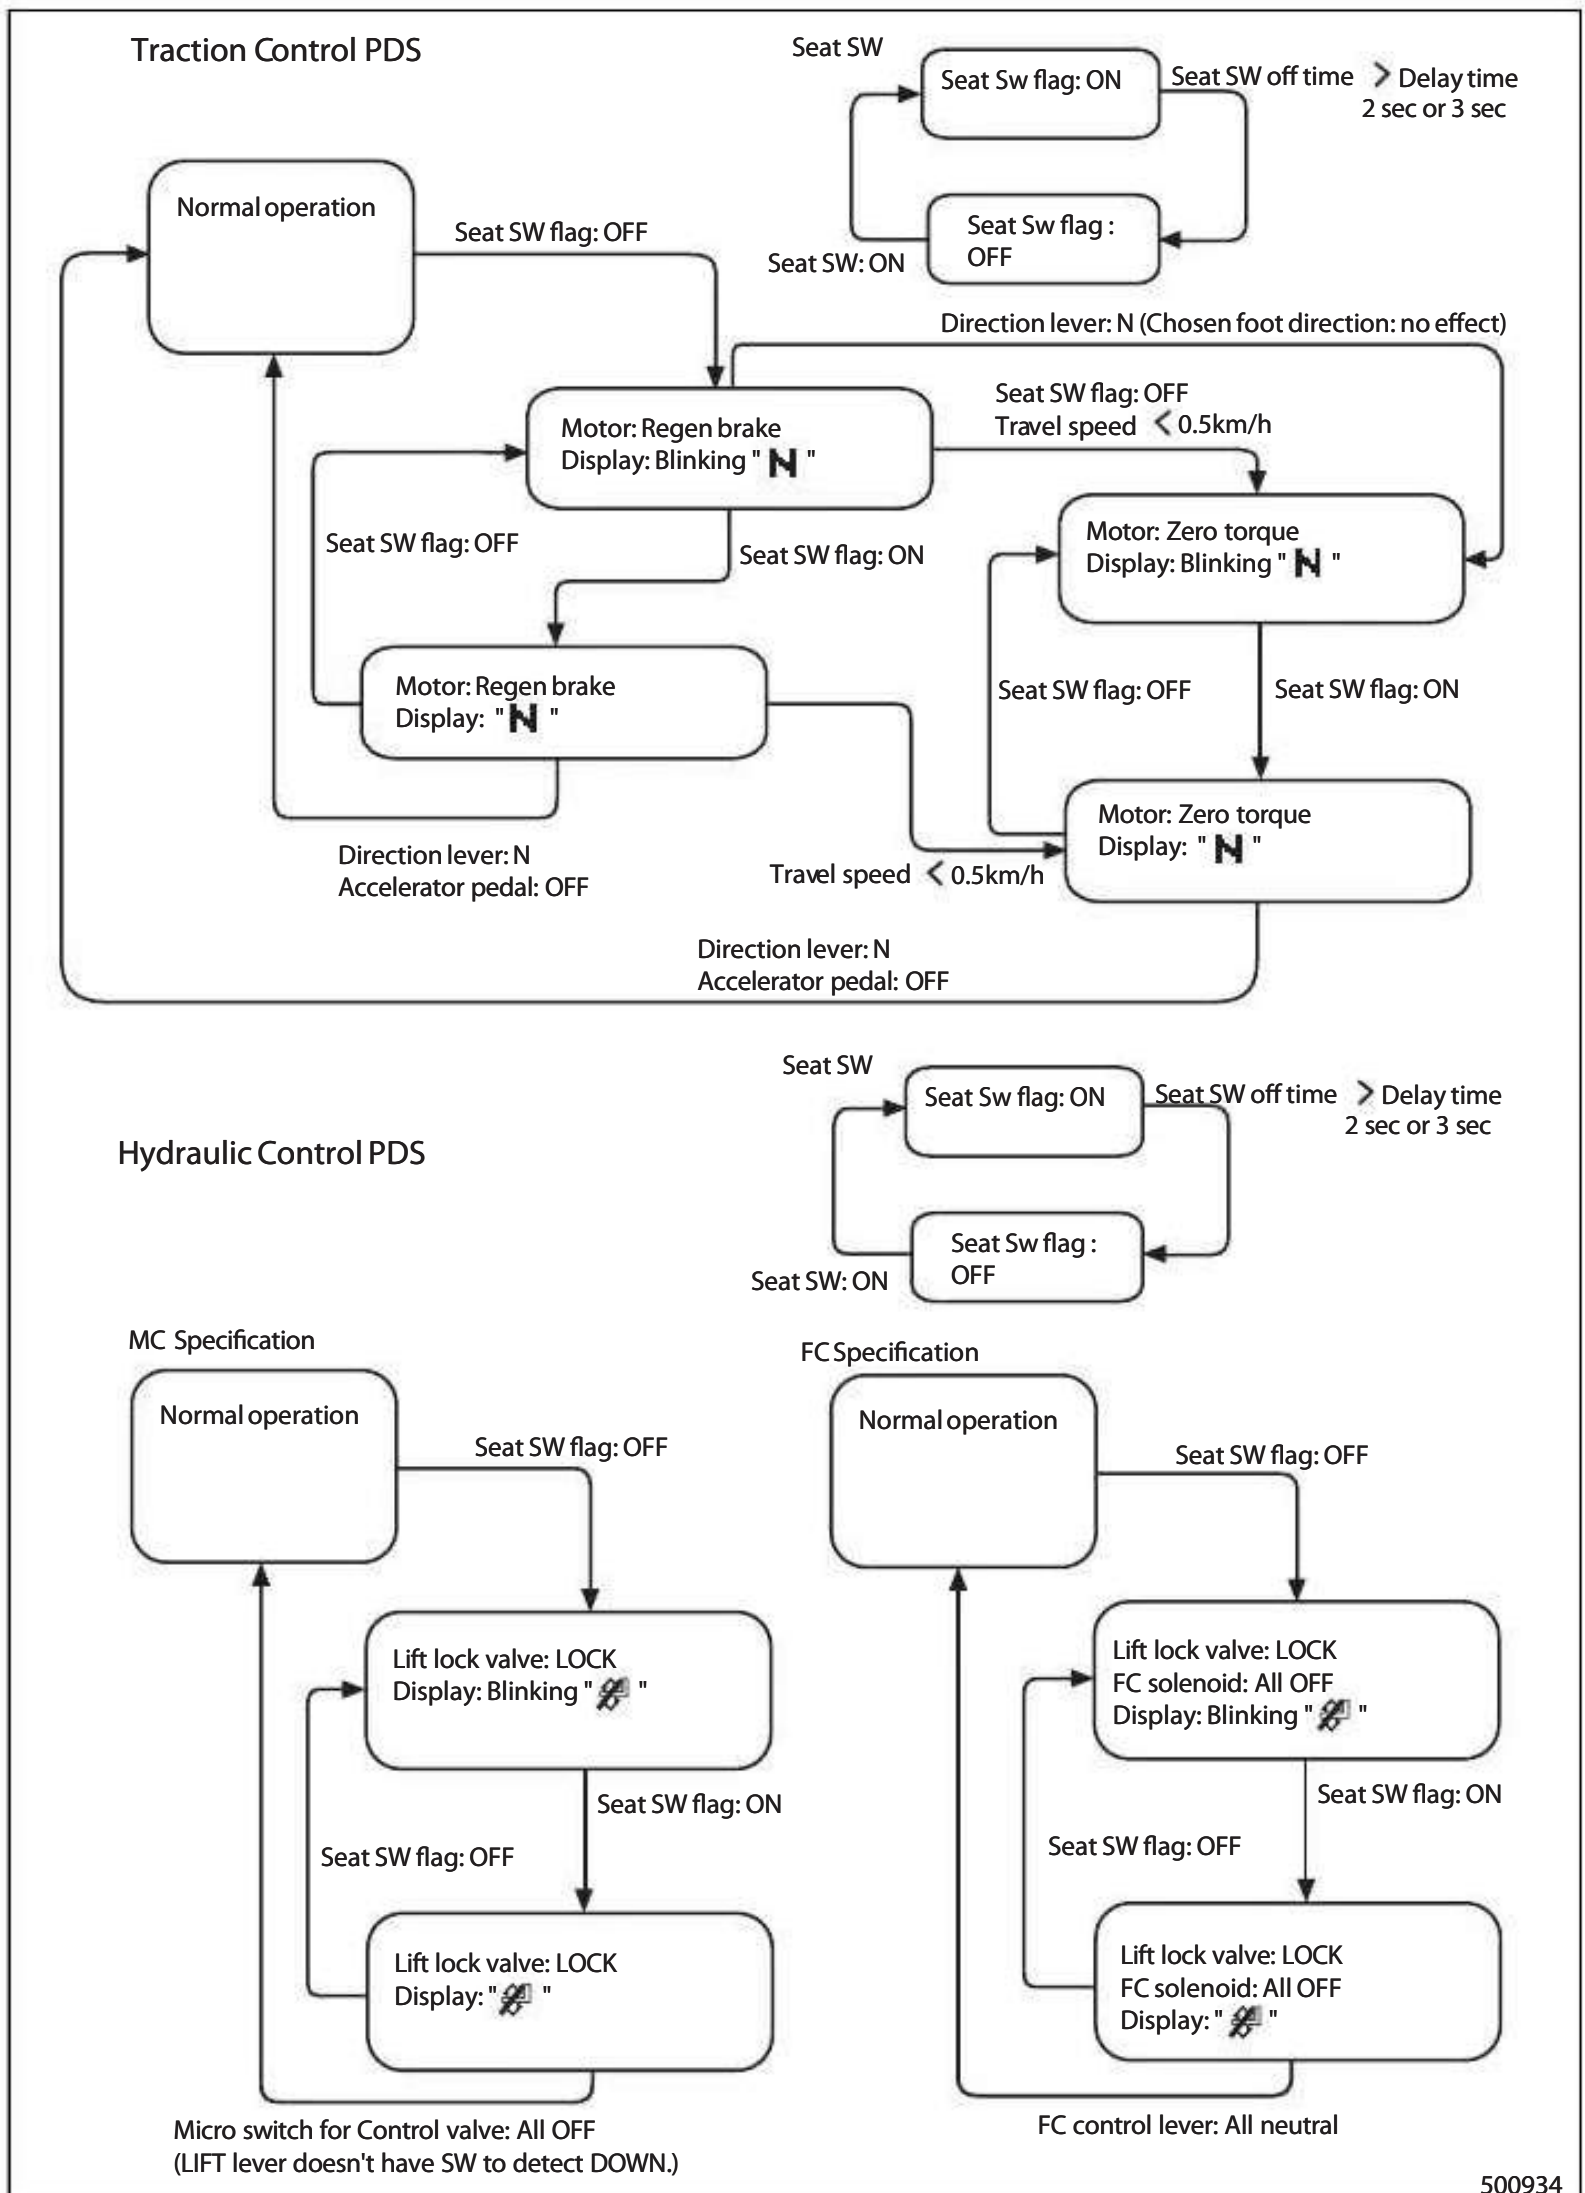 Traction Control PDS
Seat SW
Seat Sw flag: ON
Seat SW off time > Delay time
2 sec or 3 sec
Seat Sw flag :
OFF
Seat SW: ON
Normal operation
Seat SW flag: OFF
Direction lever: N (Chosen foot direction: no effect)
Motor: Regen brake
Display: Blinking " N "
Seat SW flag: OFF
Travel speed < 0.5km/h
Motor: Zero torque
Display: Blinking " N "
Seat SW flag: OFF
Seat SW flag: ON
Motor: Regen brake
Display: " N "
Seat SW flag: OFF
Seat SW flag: ON
Motor: Zero torque
Display: " N "
Direction lever: N
Accelerator pedal: OFF
Travel speed < 0.5km/h
Direction lever: N
Accelerator pedal: OFF
Seat SW
Seat Sw flag: ON
Seat SW off time > Delay time
2 sec or 3 sec
Hydraulic Control PDS
Seat Sw flag :
OFF
Seat SW: ON
MC Specification
Normal operation
Seat SW flag: OFF
Lift lock valve: LOCK
Display: Blinking " "
Seat SW flag: ON
Seat SW flag: OFF
Lift lock valve: LOCK
Display: " "
Micro switch for Control valve: All OFF
(LIFT lever doesn't have SW to detect DOWN.)
FC Specification
Normal operation
Seat SW flag: OFF
Lift lock valve: LOCK
FC solenoid: All OFF
Display: Blinking " "
Seat SW flag: ON
Seat SW flag: OFF
Lift lock valve: LOCK
FC solenoid: All OFF
Display: " "
FC control lever: All neutral
500934